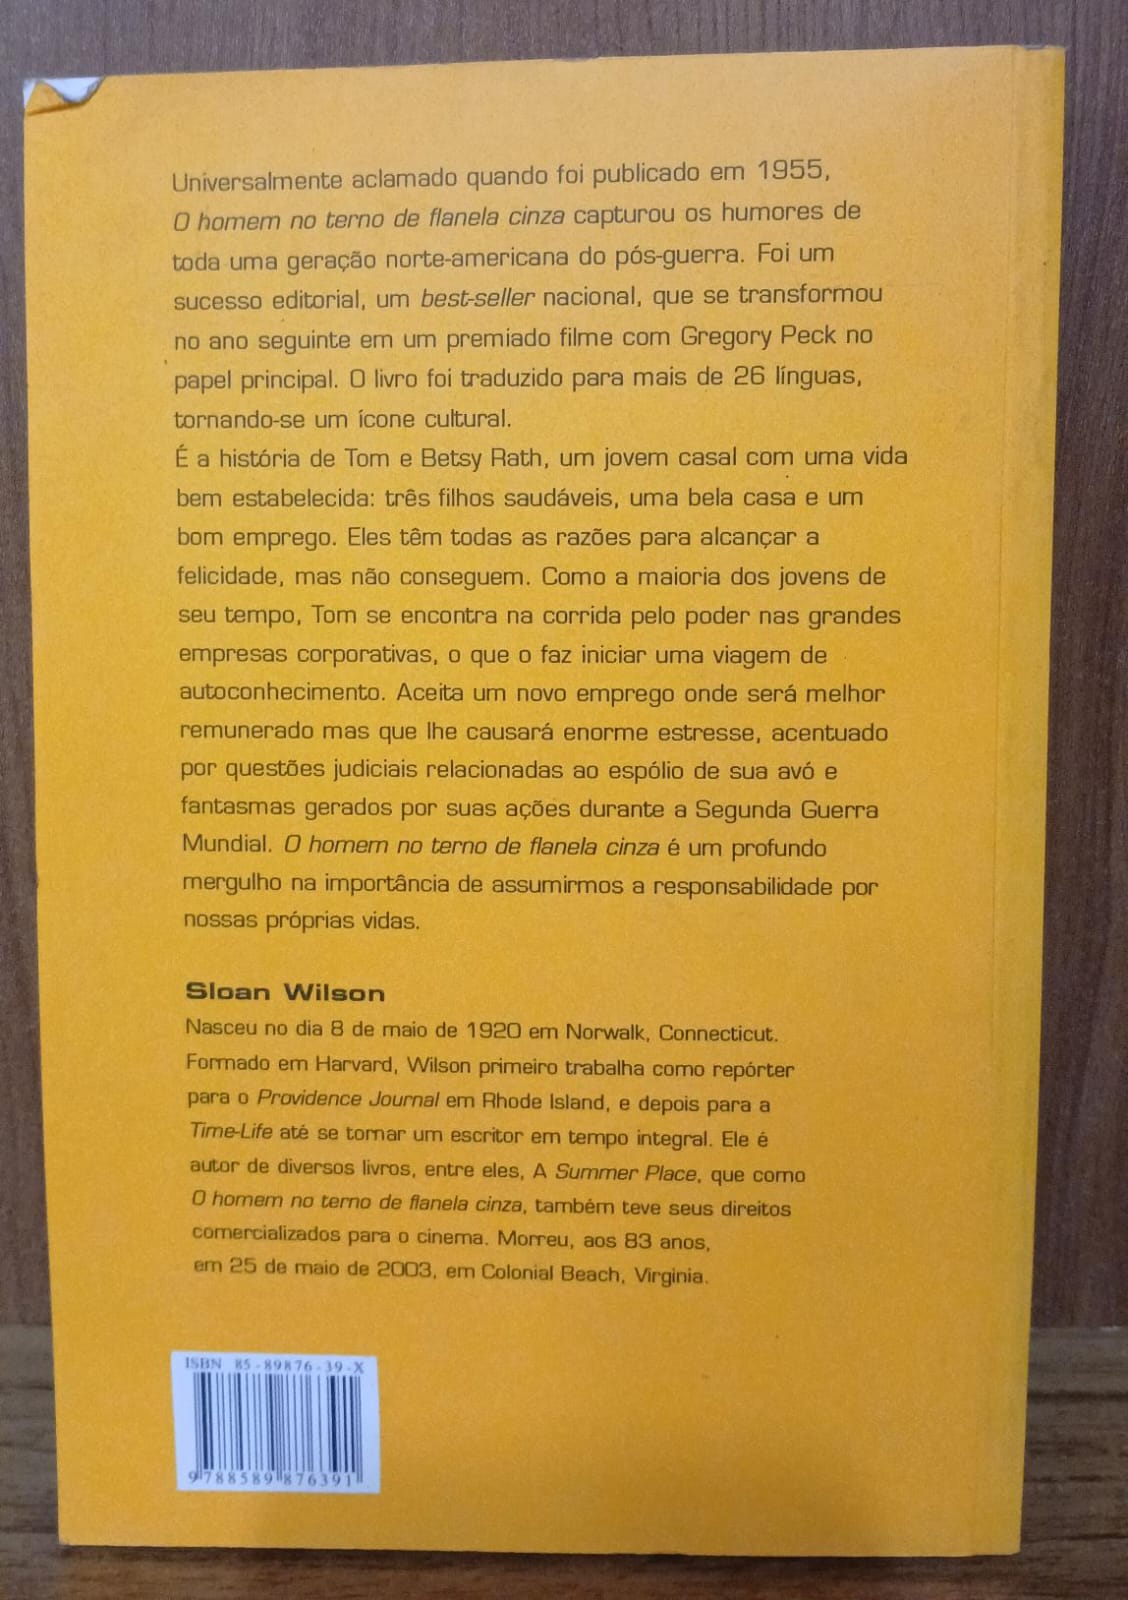 Universalmente aclamado quando foi publicado em 1955,
O homem no terno de flanela cinza capturou os humores de
toda uma geração norte-americana do pós-guerra. Foi um
sucesso editorial, um best-seller nacional, que se transformou
no ano seguinte em um premiado filme com Gregory Peck no
papel principal. O livro foi traduzido para mais de 26 línguas,
tornando-se um ícone cultural.
É a história de Tom e Betsy Rath, um jovem casal com uma vida
bem estabelecida: três filhos saudáveis, uma bela casa e um
bom emprego. Eles têm todas as razões para alcançar a
felicidade, mas não conseguem. Como a maioria dos jovens de
seu tempo, Tom se encontra na corrida pelo poder nas grandes
empresas corporativas, o que o faz iniciar uma viagem de
autoconhecimento. Aceita um novo emprego onde será melhor
remunerado mas que lhe causará enorme estresse, acentuado
por questões judiciais relacionadas ao espólio de sua avó e
fantasmas gerados por suas ações durante a Segunda Guerra
Mundial. O homem no terno de flanela cinza é um profundo
mergulho na importância de assumirmos a responsabilidade por
nossas próprias vidas.
Sloan Wilson
Nasceu no dia 8 de maio de 1920 em Norwalk, Connecticut.
Formado em Harvard, Wilson primeiro trabalha como repórter
para o Providence Journal em Rhode Island, e depois para a
Time-Life até se tornar um escritor em tempo integral. Ele é
autor de diversos livros, entre eles, A Summer Place, que como
O homem no terno de flanela cinza, também teve seus direitos
comercializados para o cinema. Morreu, aos 83 anos,
em 25 de maio de 2003, em Colonial Beach, Virginia.
ISBN 85-89876-39-X
9 788589 876391